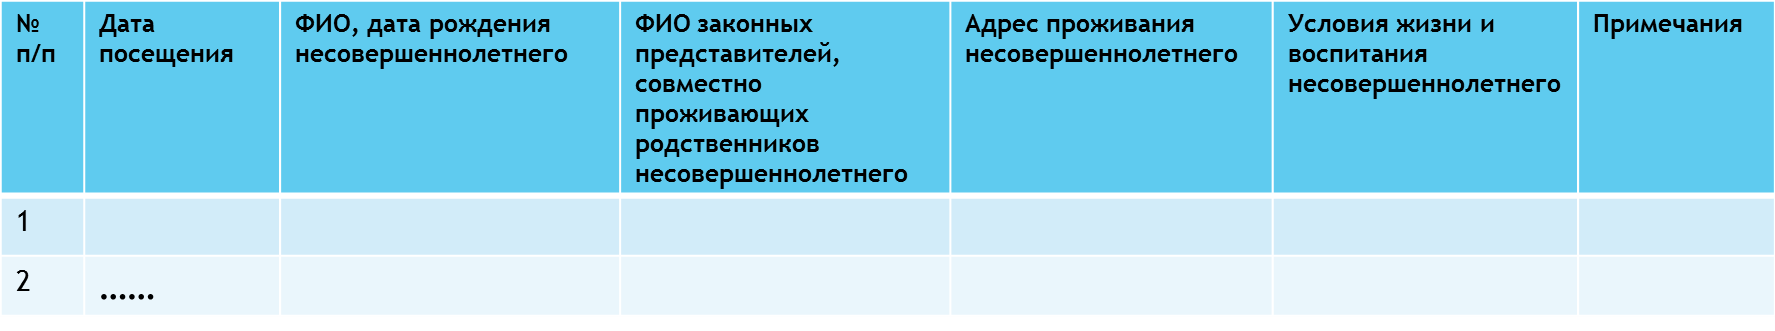 №
п/п
Дата
посещения
ФИО, дата рождения
несовершеннолетнего
ФИО законных
представителей,
совместно
проживающих
родственников
несовершеннолетнего
Адрес проживания
несовершеннолетнего
Условия жизни и
воспитания
несовершеннолетнего
Примечания
1
2
......